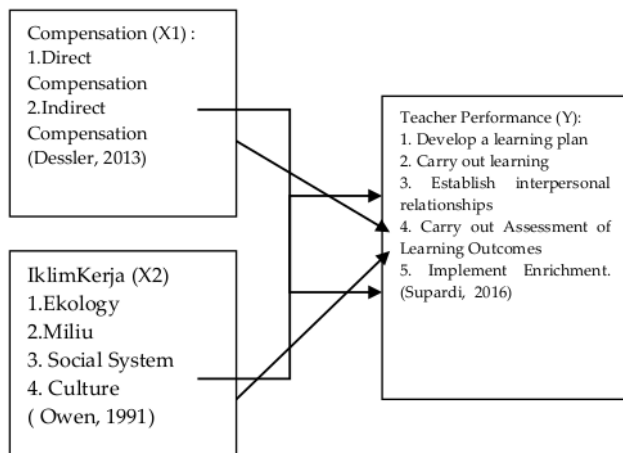 Compensation (X1) :
1.Direct
Compensation
2.Indirect
Compensation
(Dessler, 2013)
Teacher Performance (Y):
1. Develop a learning plan
2. Carry out learning
3. Establish interpersonal
relationships
4. Carry out Assessment of
Learning Outcomes
5. Implement Enrichment.
(Supardi, 2016)
IklimKerja (X2)
1.Ekology
2.Miliu
3. Social System
4. Culture
( Owen, 1991)